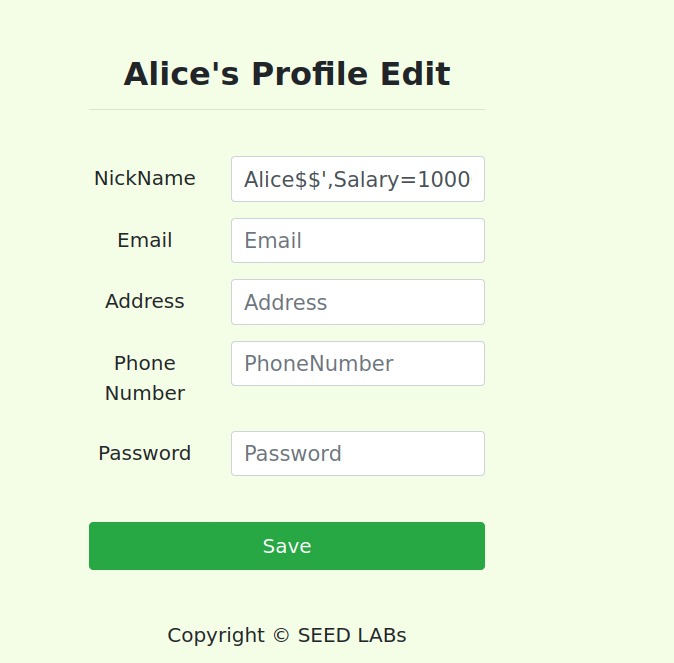 Alice's Profile Edit
NickName Alice$$',Salary=1000
Email Email
Address Address
Phone Number PhoneNumber
Password Password
Save
Copyright © SEED LABs